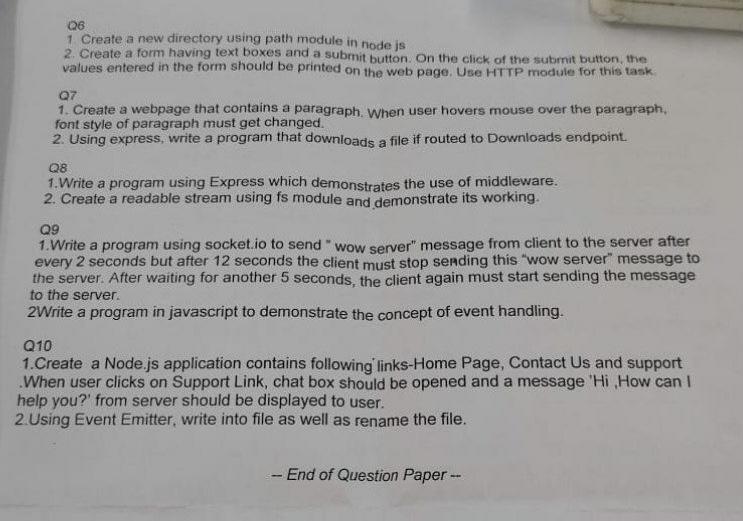 Q6
1. Create a new directory using path module in node js
2. Create a form having text boxes and a submit button. On the click of the submit button, the
values entered in the form should be printed on the web page. Use HTTP module for this task.
Q7
1. Create a webpage that contains a paragraph. When user hovers mouse over the paragraph,
font style of paragraph must get changed.
2. Using express, write a program that downloads a file if routed to Downloads endpoint.
Q8
1.Write a program using Express which demonstrates the use of middleware.
2. Create a readable stream using fs module and demonstrate its working.
Q9
1.Write a program using socket.io to send " wow server" message from client to the server after
every 2 seconds but after 12 seconds the client must stop sending this "wow server" message to
the server. After waiting for another 5 seconds, the client again must start sending the message
to the server.
2Write a program in javascript to demonstrate the concept of event handling.
Q10
1.Create a Node.js application contains following links-Home Page, Contact Us and support
.When user clicks on Support Link, chat box should be opened and a message 'Hi ,How can I
help you?' from server should be displayed to user.
2.Using Event Emitter, write into file as well as rename the file.
-- End of Question Paper --